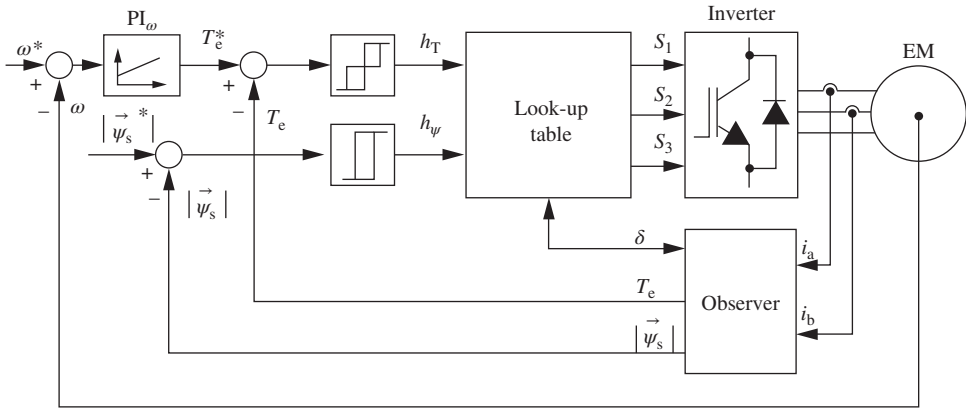 PIω
Inverter
ω*
+
−
ω
Te*
+
−
Te
hT
hψ
|ψs→*|
+
−
|ψs→|
Look-up
table
S1
S2
S3
EM
δ
Te
|ψs→|
Observer
ia
ib